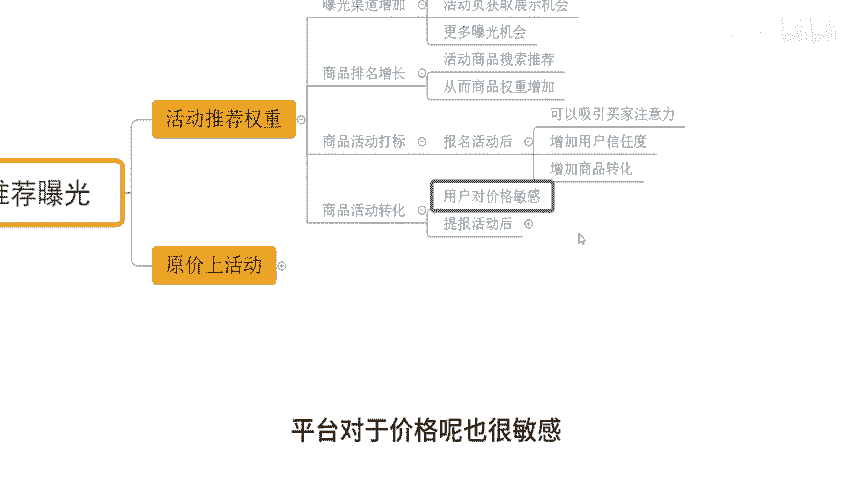 曝光渠道增加
活动页获取展示机会
更多曝光机会
商品排名增长
活动商品搜索推荐
从而商品权重增加
活动推荐权重
可以吸引买家注意力
商品活动打标
报名活动后
增加用户信任度
增加商品转化
推荐曝光
用户对价格敏感
商品活动转化
提报活动后
原价上活动
平台对于价格呢也很敏感